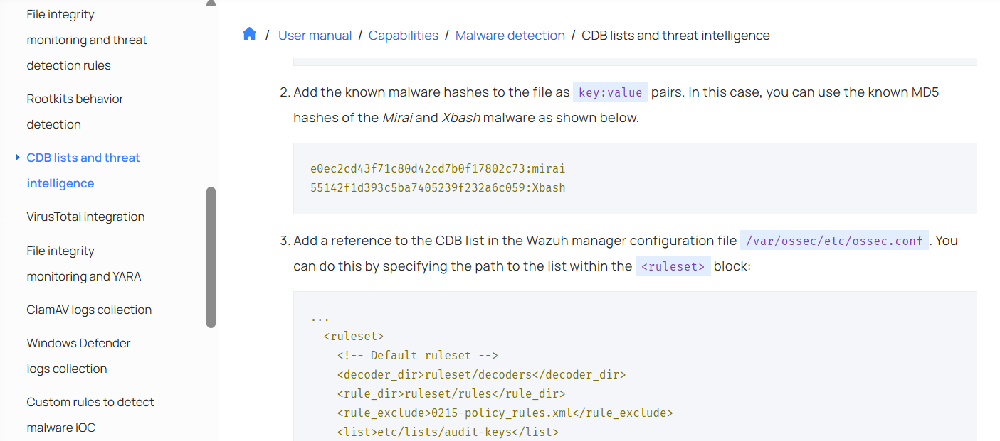 File integrity
monitoring and threat
detection rules
Rootkits behavior
detection
CDB lists and threat
intelligence
VirusTotal integration
File integrity
monitoring and YARA
ClamAV logs collection
Windows Defender
logs collection
Custom rules to detect
malware IOC
/ User manual / Capabilities / Malware detection / CDB lists and threat intelligence
2. Add the known malware hashes to the file as key:value pairs. In this case, you can use the known MD5
hashes of the Mirai and Xbash malware as shown below.
e0ec2cd43f71c80d42cd7b0f17802c73:mirai
55142f1d393c5ba7405239f232a6c059:Xbash
3. Add a reference to the CDB list in the Wazuh manager configuration file /var/ossec/etc/ossec.conf. You
can do this by specifying the path to the list within the <ruleset> block:
...
<ruleset>
<!-- Default ruleset -->
<decoder_dir>ruleset/decoders</decoder_dir>
<rule_dir>ruleset/rules</rule_dir>
<rule_exclude>0215-policy_rules.xml</rule_exclude>
<list>etc/lists/audit-keys</list>